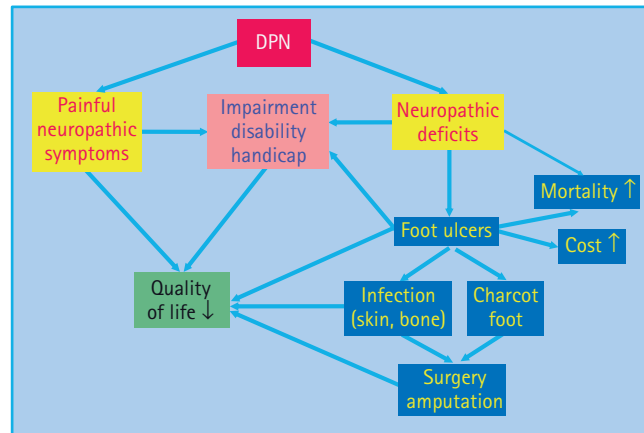 DPN
Painful
neuropathic
symptoms
Impairment
disability
handicap
Neuropathic
deficits
Mortality ↑
Foot ulcers
Cost ↑
Quality
of life ↓
Infection
(skin, bone)
Charcot
foot
Surgery
amputation